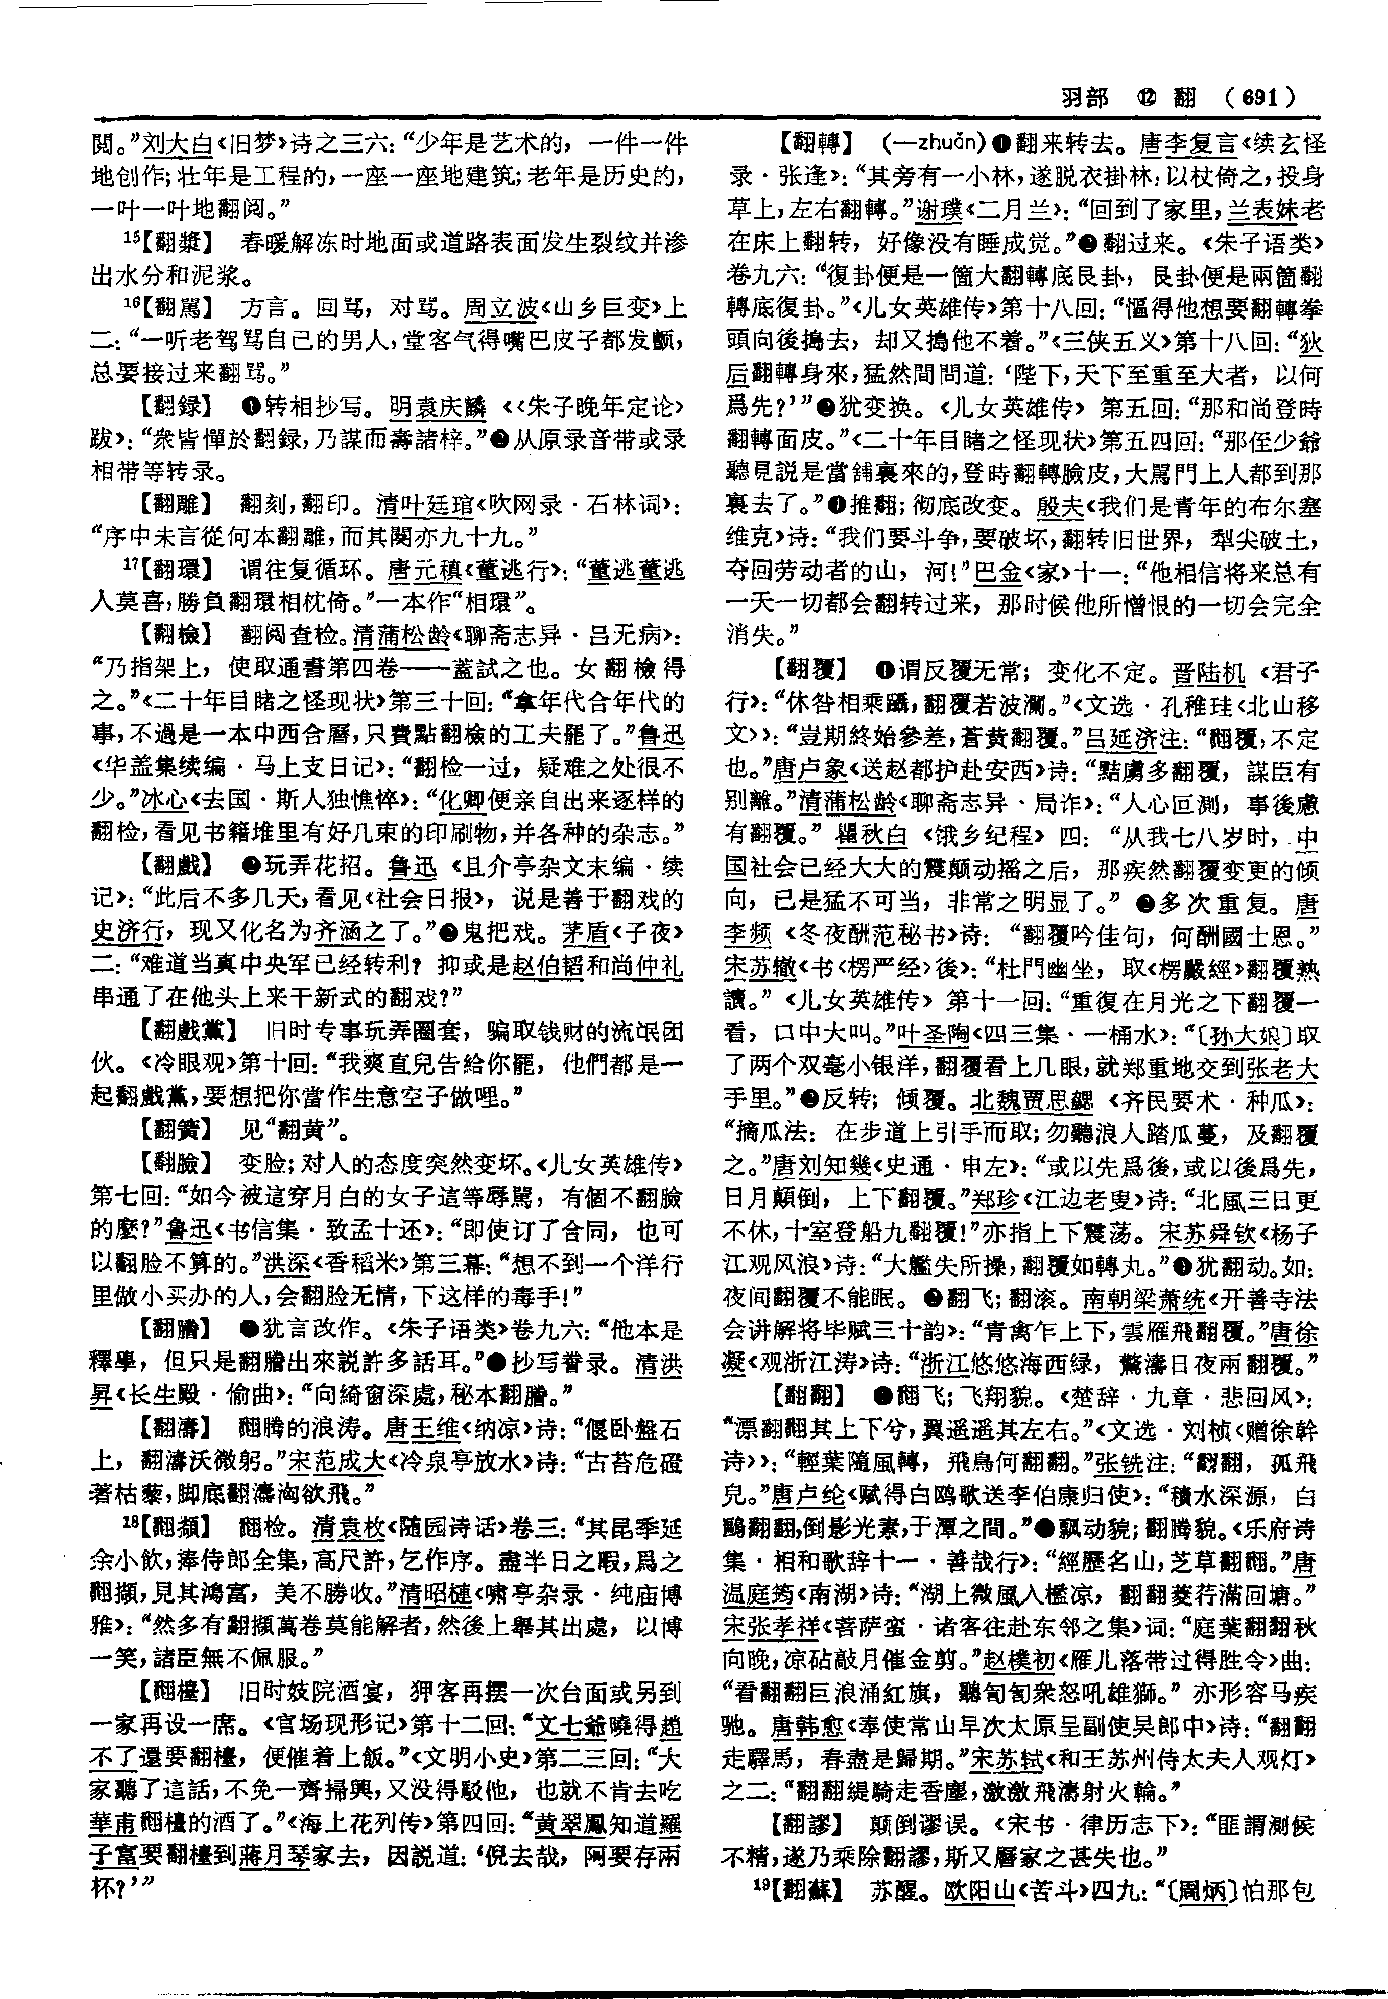 羽部 ⑫ 翻 (691)
閲。”刘大白《旧梦》诗之三六：“少年是艺术的，一件一件
地创作；壮年是工程的，一座一座地建筑；老年是历史的，
一叶一叶地翻阅。”
15【翻漿】 春暖解冻时地面或道路表面发生裂纹并渗
出水分和泥浆。
16【翻駡】 方言。回骂，对骂。周立波《山乡巨变》上
二：“一听老驾骂自己的男人，堂客气得嘴巴皮子都发颤，
总要接过来翻骂。”
【翻録】 ❶转相抄写。明袁庆麟《〈朱子晚年定论〉
跋》：“衆皆憚於翻録，乃謀而壽諸梓。”❷从原录音带或录
相带等转录。
【翻雕】 翻刻，翻印。清叶廷琯《吹网录·石林词》：
“序中未言從何本翻雕，而其闋亦九十九。”
17【翻環】 谓往复循环。唐元稹《董逃行》：“董逃董逃
人莫喜，勝負翻環相枕倚。”一本作“相環”。
【翻檢】 翻阅查检。清蒲松龄《聊斋志异·吕无病》：
“乃指架上，使取通書第四卷——蓋試之也。女翻檢得
之。”《二十年目睹之怪现状》第三十回：“拿年代合年代的
事，不過是一本中西合曆，只費點翻檢的工夫罷了。”鲁迅
《华盖集续编·马上支日记》：“翻检一过，疑难之处很不
少。”冰心《去国·斯人独憔悴》：“化卿便亲自出来逐样的
翻检，看见书籍堆里有好几束的印刷物，并各种的杂志。”
【翻戲】 ❶玩弄花招。鲁迅《且介亭杂文末编·续
记》：“此后不多几天，看见《社会日报》，说是善于翻戏的
史济行，现又化名为齐涵之了。”❷鬼把戏。茅盾《子夜》
二：“难道当真中央军已经转利？抑或是赵伯韬和尚仲礼
串通了在他头上来干新式的翻戏？”
【翻戲黨】 旧时专事玩弄圈套，骗取钱财的流氓团
伙。《冷眼观》第十回：“我爽直兒告給你罷，他們都是一
起翻戲黨，要想把你當作生意空子做哩。”
【翻簧】 见“翻黄”。
【翻臉】 变脸；对人的态度突然变坏。《儿女英雄传》
第七回：“如今被這穿月白的女子這等辱駡，有個不翻臉
的麽？”鲁迅《书信集·致孟十还》：“即使订了合同，也可
以翻脸不算的。”洪深《香稻米》第三幕：“想不到一个洋行
里做小买办的人，会翻脸无情，下这样的毒手！”
【翻謄】 ❶犹言改作。《朱子语类》卷九六：“他本是
釋學，但只是翻謄出來説許多話耳。”❷抄写誊录。清洪
昇《长生殿·偷曲》：“向綺窗深處，秘本翻謄。”
【翻濤】 翻腾的浪涛。唐王维《纳凉》诗：“偃卧盤石
上，翻濤沃微躬。”宋范成大《冷泉亭放水》诗：“古苔危磴
著枯藜，脚底翻濤洶欲飛。”
18【翻擷】 翻检。清袁枚《随园诗话》卷三：“其昆季延
余小飲，捧侍郎全集，高尺許，乞作序。盡半日之暇，爲之
翻擷，見其鴻富，美不勝收。”清昭槤《啸亭杂录·纯庙博
雅》：“然多有翻擷萬卷莫能解者，然後上舉其出處，以博
一笑，諸臣無不佩服。”
【翻檯】 旧时妓院酒宴，狎客再摆一次台面或另到
一家再设一席。《官场现形记》第十二回：“文七爺曉得趙
不了還要翻檯，便催着上飯。”《文明小史》第二三回：“大
家聽了這話，不免一齊掃興，又没得駁他，也就不肯去吃
華甫翻檯的酒了。”《海上花列传》第四回：“黄翠鳳知道羅
子富要翻檯到蔣月琴家去，因説道：‘倪去哉，阿要存兩
杯？’”
【翻轉】 （—zhuǎn）❶翻来转去。唐李复言《续玄怪
录·张逢》：“其旁有一小林，遂脱衣掛林，以杖倚之，投身
草上，左右翻轉。”谢璞《二月兰》：“回到了家里，兰表妹老
在床上翻转，好像没有睡成觉。”❷翻过来。《朱子语类》
卷九六：“復卦便是一箇大翻轉底艮卦，艮卦便是兩箇翻
轉底復卦。”《儿女英雄传》第十八回：“慪得他想要翻轉拳
頭向後搗去，却又搗他不着。”《三侠五义》第十八回：“狄
后翻轉身來，猛然間問道：‘陛下，天下至重至大者，以何
爲先？’”❸犹变换。《儿女英雄传》第五回：“那和尚登時
翻轉面皮。”《二十年目睹之怪现状》第五四回：“那侄少爺
聽見説是當鋪裏來的，登時翻轉臉皮，大駡門上人都到那
裏去了。”❹推翻；彻底改变。殷夫《我们是青年的布尔塞
维克》诗：“我们要斗争，要破坏，翻转旧世界，犁尖破土，
夺回劳动者的山，河！”巴金《家》十一：“他相信将来总有
一天一切都会翻转过来，那时候他所憎恨的一切会完全
消失。”
【翻覆】 ❶谓反覆无常；变化不定。晋陆机《君子
行》：“休咎相乘躡，翻覆若波瀾。”《文选·孔稚珪〈北山移
文〉》：“豈期終始參差，蒼黄翻覆。”吕延济注：“翻覆，不定
也。”唐卢象《送赵都护赴安西》诗：“黠虜多翻覆，謀臣有
别離。”清蒲松龄《聊斋志异·局诈》：“人心叵測，事後慮
有翻覆。”瞿秋白《饿乡纪程》四：“从我七八岁时，中
国社会已经大大的震颠动摇之后，那疾然翻覆变更的倾
向，已是猛不可当，非常之明显了。”❷多次重复。唐
李频《冬夜酬范秘书》诗：“翻覆吟佳句，何酬國士恩。”
宋苏辙《书〈楞严经〉後》：“杜門幽坐，取《楞嚴經》翻覆熟
讀。”《儿女英雄传》第十一回：“重復在月光之下翻覆一
看，口中大叫。”叶圣陶《四三集·一桶水》：“〔孙大娘〕取
了两个双毫小银洋，翻覆看上几眼，就郑重地交到张老大
手里。”❸反转；倾覆。北魏贾思勰《齐民要术·种瓜》：
“摘瓜法：在步道上引手而取；勿聽浪人踏瓜蔓，及翻覆
之。”唐刘知幾《史通·申左》：“或以先爲後，或以後爲先，
日月顛倒，上下翻覆。”郑珍《江边老叟》诗：“北風三日更
不休，十室登船九翻覆！”亦指上下震荡。宋苏舜钦《杨子
江观风浪》诗：“大艦失所操，翻覆如轉丸。”❹犹翻动。如：
夜间翻覆不能眠。❺翻飞；翻滚。南朝梁萧统《开善寺法
会讲解将毕赋三十韵》：“青禽乍上下，雲雁飛翻覆。”唐徐
凝《观浙江涛》诗：“浙江悠悠海西绿，驚濤日夜兩翻覆。”
【翻翻】 ❶翻飞；飞翔貌。《楚辞·九章·悲回风》：
“漂翻翻其上下兮，翼遥遥其左右。”《文选·刘桢〈赠徐幹
诗〉》：“輕葉隨風轉，飛鳥何翻翻。”张铣注：“翻翻，孤飛
皃。”唐卢纶《赋得白鸥歌送李伯康归使》：“積水深源，白
鷗翻翻，倒影光素，于潭之間。”❷飘动貌；翻腾貌。《乐府诗
集·相和歌辞十一·善哉行》：“經歷名山，芝草翻翻。”唐
温庭筠《南湖》诗：“湖上微風入檻凉，翻翻菱荇滿回塘。”
宋张孝祥《菩萨蛮·诸客往赴东邻之集》词：“庭葉翻翻秋
向晚，凉砧敲月催金剪。”赵樸初《雁儿落带过得胜令》曲：
“看翻翻巨浪涌紅旗，聽匐匐衆怒吼雄獅。”亦形容马疾
驰。唐韩愈《奉使常山早次太原呈副使吴郎中》诗：“翻翻
走驛馬，春盡是歸期。”宋苏轼《和王苏州侍太夫人观灯》
之二：“翻翻緹騎走香塵，激激飛濤射火輪。”
【翻謬】 颠倒谬误。《宋书·律历志下》：“匪謂測候
不精，遂乃乘除翻謬，斯又曆家之甚失也。”
19【翻蘇】 苏醒。欧阳山《苦斗》四九：“〔周炳〕怕那包